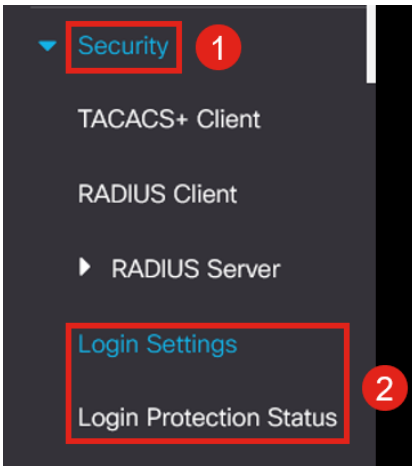 Security 1
TACACS+ Client
RADIUS Client
RADIUS Server
Login Settings
Login Protection Status 2